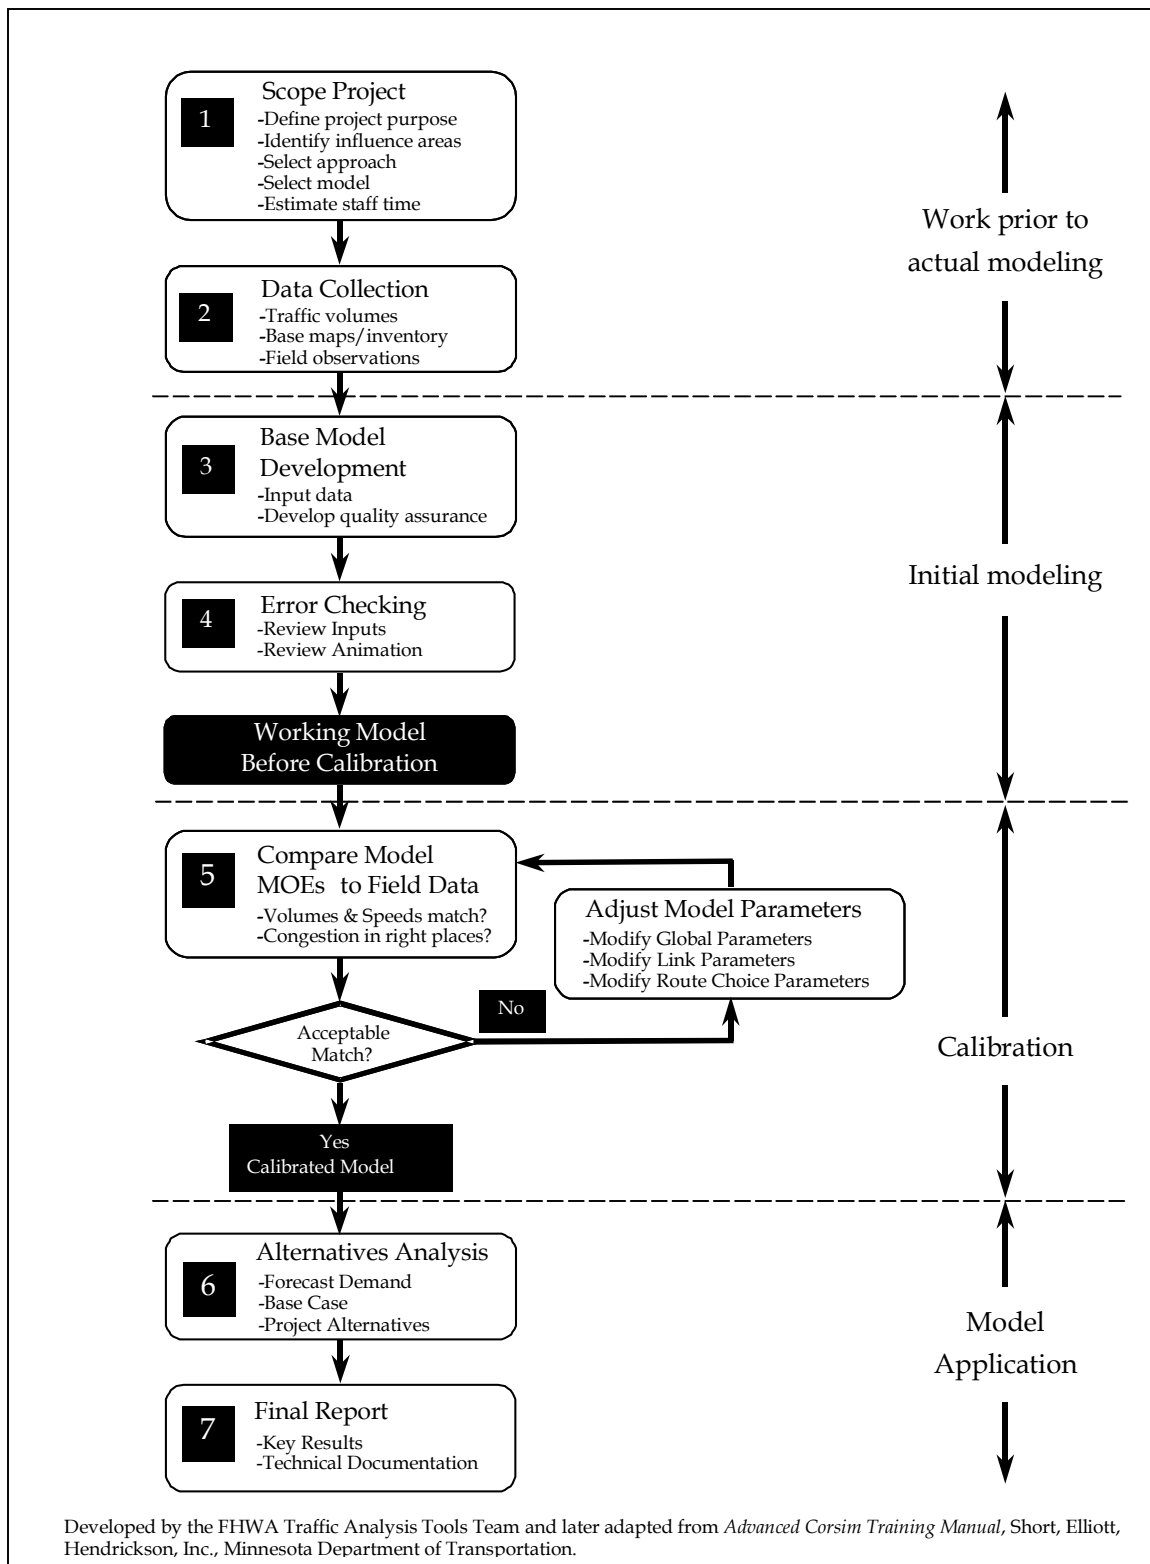 Scope Project
1
-Define project purpose
-Identify influence areas
-Select approach
-Select model
-Estimate staff time
Work prior to
actual modeling
Data Collection
2
-Traffic volumes
-Base maps/inventory
-Field observations
Base Model
Development
3
-Input data
-Develop quality assurance
Initial modeling
Error Checking
4
-Review Inputs
-Review Animation
Working Model
Before Calibration
Compare Model
MOEs to Field Data
5
-Volumes & Speeds match?
-Congestion in right places?
Adjust Model Parameters
-Modify Global Parameters
-Modify Link Parameters
-Modify Route Choice Parameters
No
Acceptable
Match?
Calibration
Yes
Calibrated Model
Alternatives Analysis
6
-Forecast Demand
-Base Case
-Project Alternatives
Model
Application
Final Report
7
-Key Results
-Technical Documentation
Developed by the FHWA Traffic Analysis Tools Team and later adapted from Advanced Corsim Training Manual, Short, Elliott,
Hendrickson, Inc., Minnesota Department of Transportation.